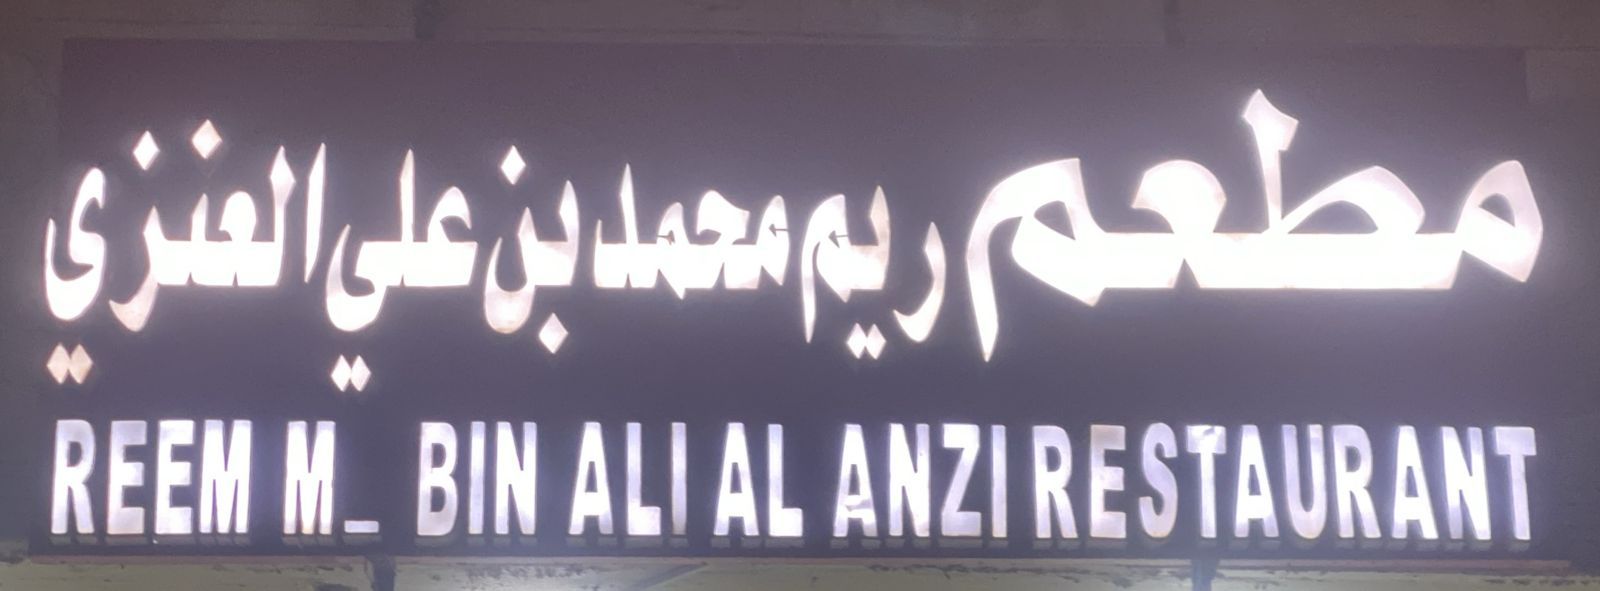 مطعم ريم محمد بن علي العنزي
REEM M_ BIN ALI AL ANZI RESTAURANT